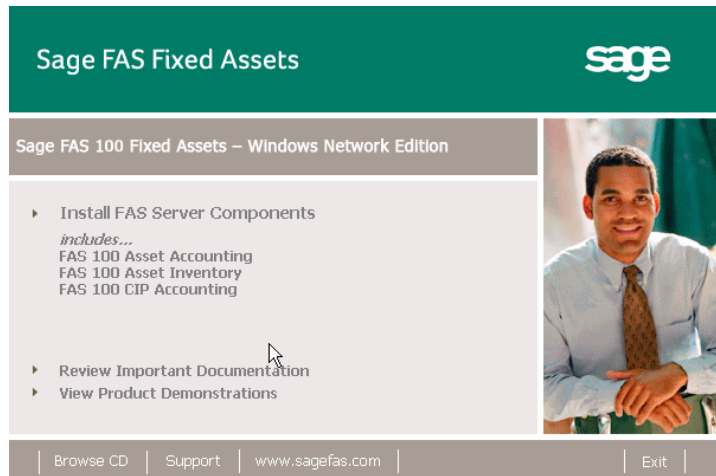 Sage FAS Fixed Assets
sage
Sage FAS 100 Fixed Assets – Windows Network Edition
Install FAS Server Components
includes...
FAS 100 Asset Accounting
FAS 100 Asset Inventory
FAS 100 CIP Accounting
Review Important Documentation
View Product Demonstrations
Browse CD | Support | www.sagefas.com | Exit